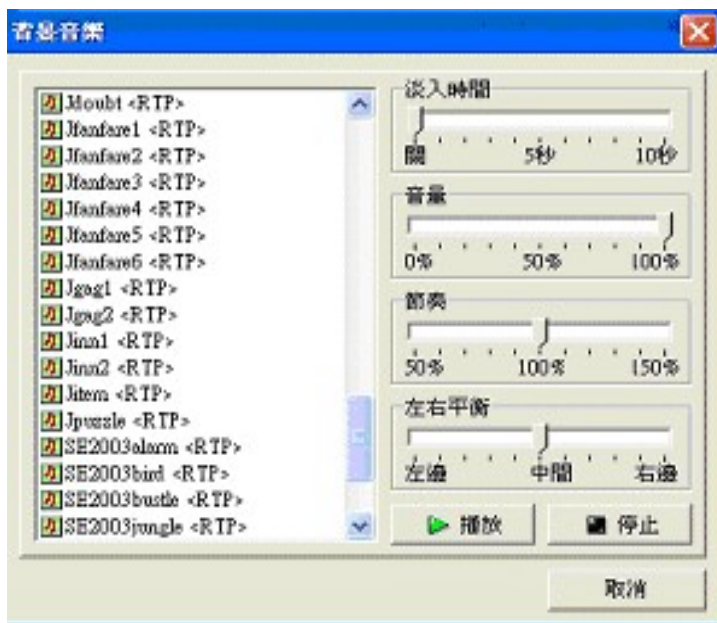 背景音樂
Jdoubt <RTP>
Jfanfare1 <RTP>
Jfanfare2 <RTP>
Jfanfare3 <RTP>
Jfanfare4 <RTP>
Jfanfare5 <RTP>
Jfanfare6 <RTP>
Jgag1 <RTP>
Jgag2 <RTP>
Jinn1 <RTP>
Jinn2 <RTP>
Jitem <RTP>
Jpuzzle <RTP>
SE2003alarm <RTP>
SE2003bird <RTP>
SE2003bustle <RTP>
SE2003jungle <RTP>
淡入時間
關 5秒 10秒
音量
0% 50% 100%
節奏
50% 100% 150%
左右平衡
左邊 中間 右邊
播放 停止
取消